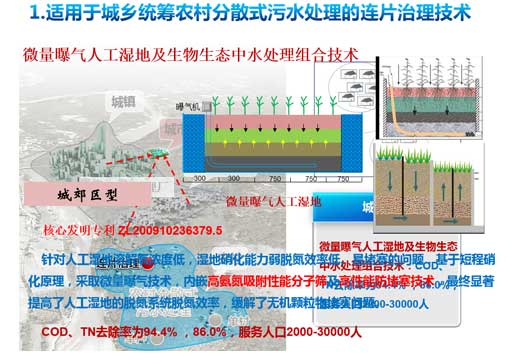 1.适用于城乡统筹农村分散式污水处理的连片治理技术
微量曝气人工湿地及生物生态中水处理组合技术
城镇
曝气机
300 300 750 750 750
城郊区型
微量曝气人工湿地
核心发明专利 ZL200910236379.5
微量曝气人工湿地及生物生态
中水处理组合技术：COD、
针对人工湿地溶解氧浓度低，湿地硝化能力弱脱氮效率低，易堵塞的问题，基于短程硝
化原理，采取微量曝气技术，内嵌高氨氮吸附性能分子筛及高性能防堵塞技术，最终显著
提高了人工湿地的脱氮系统脱氮效率，缓解了无机颗粒物堵塞问题
COD、TN去除率为94.4% ，86.0%，服务人口2000-30000人